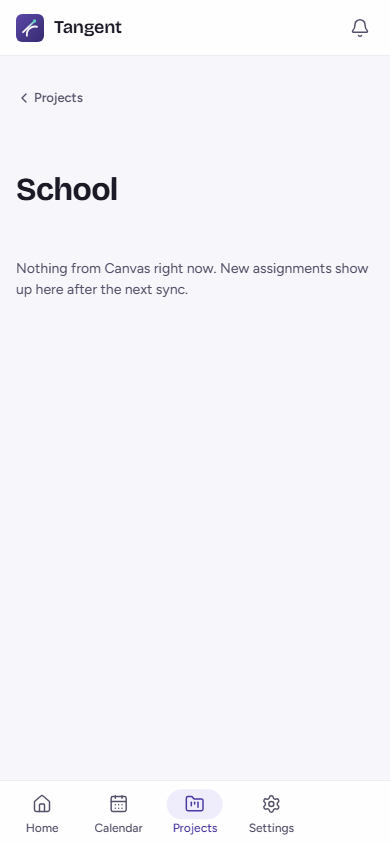 Tangent
Projects
School
Nothing from Canvas right now. New assignments show
up here after the next sync.
Home
Calendar
Projects
Settings